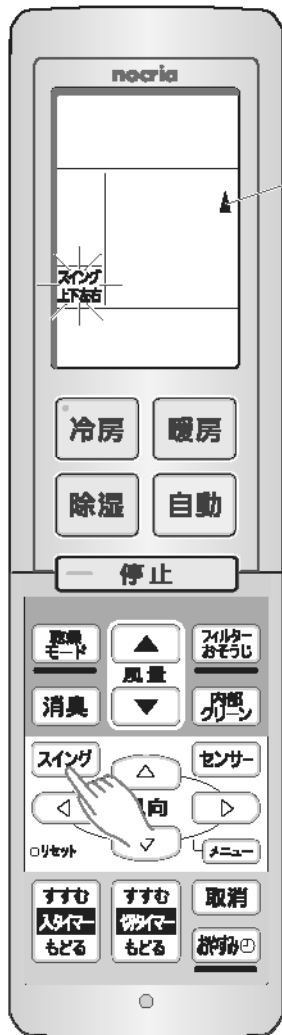 nocria
スイング
上下左右
冷房 暖房
除湿 自動
停止
モード
風量
フィルター
おそうじ
消臭
内部
クリーン
スイング
センサー
向
リセット
メニュー
すすむ すすむ 取消
入タイマー 切タイマー
もどる もどる おやすみ